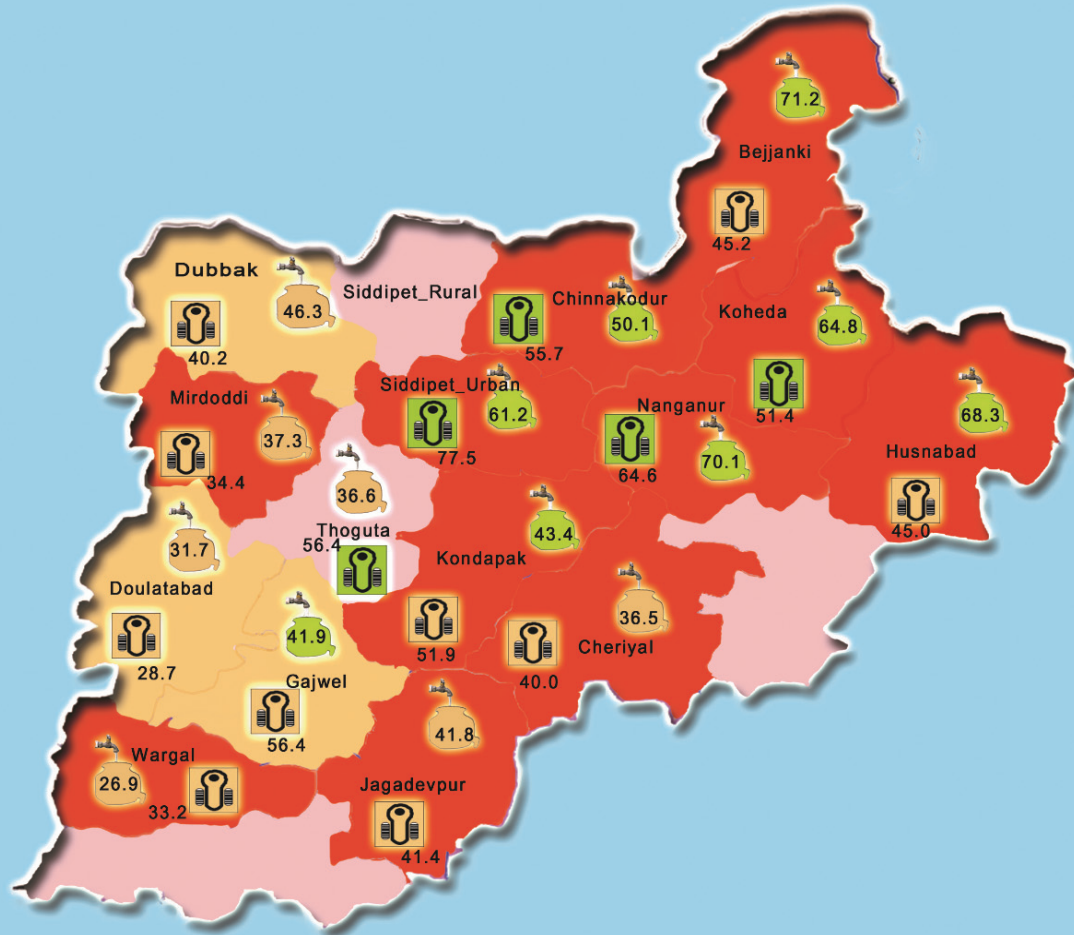 71.2
Bejjanki
45.2
Dubbak
46.3
40.2
Siddipet_Rural
Chinnakodur
50.1
55.7
Koheda
64.8
51.4
Mirdoddi
37.3
34.4
Siddipet_Urban
61.2
77.5
Nanganur
70.1
64.6
68.3
Husnabad
45.0
36.6
Thoguta
56.4
31.7
Doulatabad
28.7
43.4
Kondapak
51.9
36.5
Cheriyal
40.0
41.9
Gajwel
56.4
41.8
Jagadevpur
41.4
Wargal
26.9
33.2